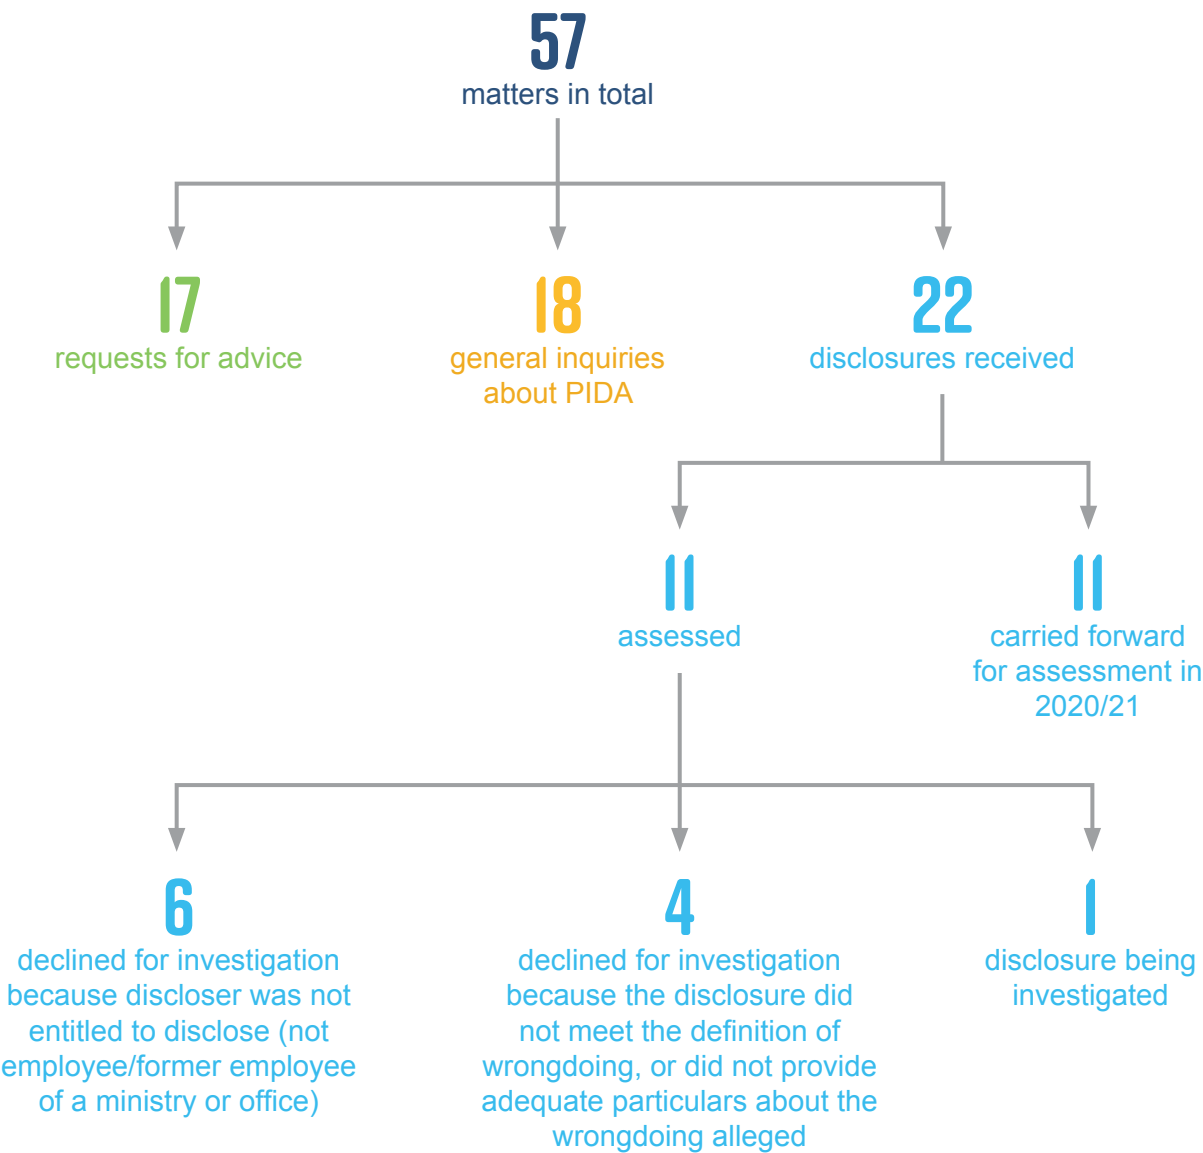 57
matters in total
17
requests for advice
18
general inquiries
about PIDA
22
disclosures received
11
assessed
11
carried forward
for assessment in
2020/21
6
declined for investigation
because discloser was not
entitled to disclose (not
employee/former employee
of a ministry or office)
4
declined for investigation
because the disclosure did
not meet the definition of
wrongdoing, or did not provide
adequate particulars about the
wrongdoing alleged
1
disclosure being
investigated